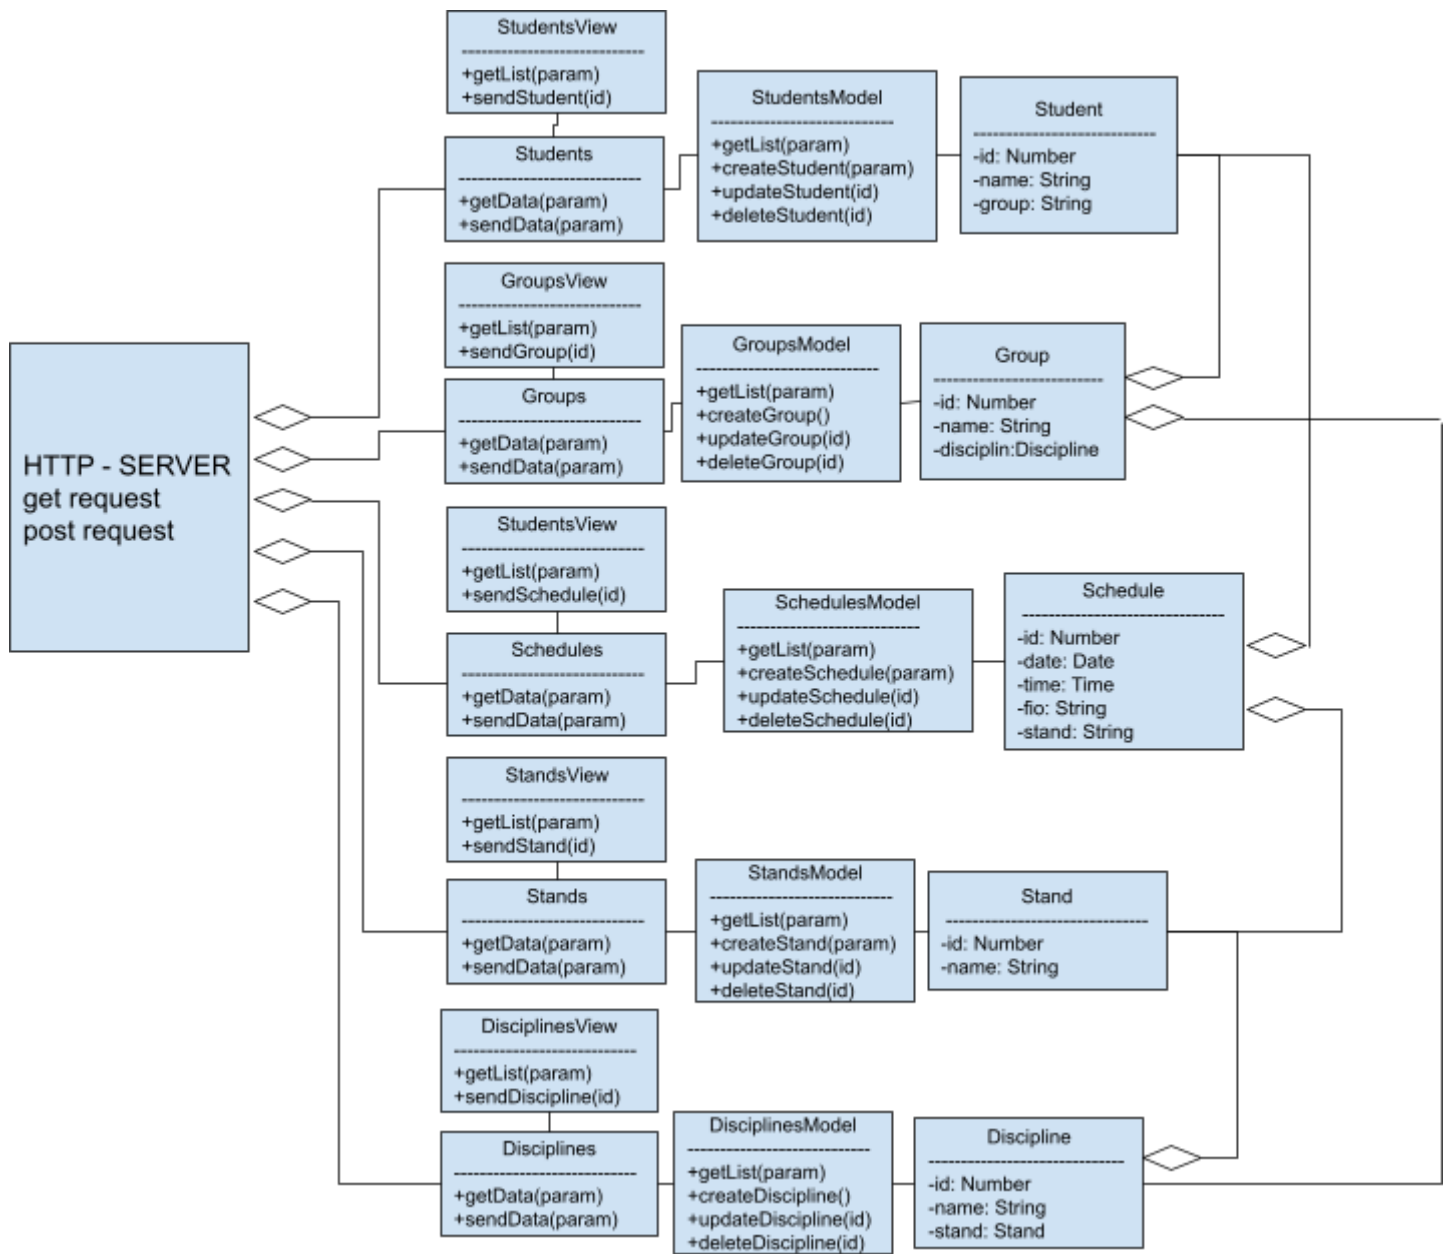 StudentsView
+getList(param)
+sendStudent(id)
Students
+getData(param)
+sendData(param)
StudentsModel
+getList(param)
+createStudent(param)
+updateStudent(id)
+deleteStudent(id)
Student
-id: Number
-name: String
-group: String
HTTP - SERVER
get request
post request
GroupsView
+getList(param)
+sendGroup(id)
Groups
+getData(param)
+sendData(param)
GroupsModel
+getList(param)
+createGroup()
+updateGroup(id)
+deleteGroup(id)
Group
-id: Number
-name: String
-disciplin:Discipline
StudentsView
+getList(param)
+sendSchedule(id)
Schedules
+getData(param)
+sendData(param)
SchedulesModel
+getList(param)
+createSchedule(param)
+updateSchedule(id)
+deleteSchedule(id)
Schedule
-id: Number
-date: Date
-time: Time
-fio: String
-stand: String
StandsView
+getList(param)
+sendStand(id)
Stands
+getData(param)
+sendData(param)
StandsModel
+getList(param)
+createStand(param)
+updateStand(id)
+deleteStand(id)
Stand
-id: Number
-name: String
DisciplinesView
+getList(param)
+sendDiscipline(id)
Disciplines
+getData(param)
+sendData(param)
DisciplinesModel
+getList(param)
+createDiscipline()
+updateDiscipline(id)
+deleteDiscipline(id)
Discipline
-id: Number
-name: String
-stand: Stand